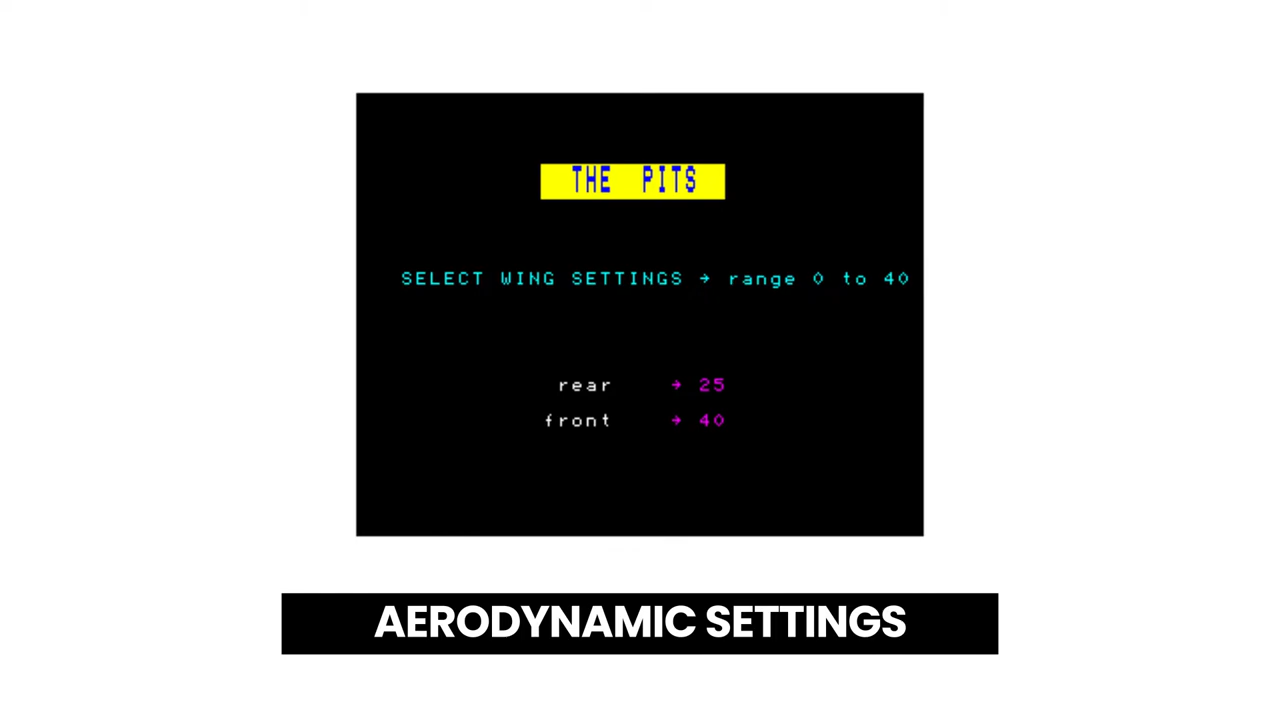 THE PITS
SELECT WING SETTINGS → range 0 to 40
rear → 25
front → 40
AERODYNAMIC SETTINGS